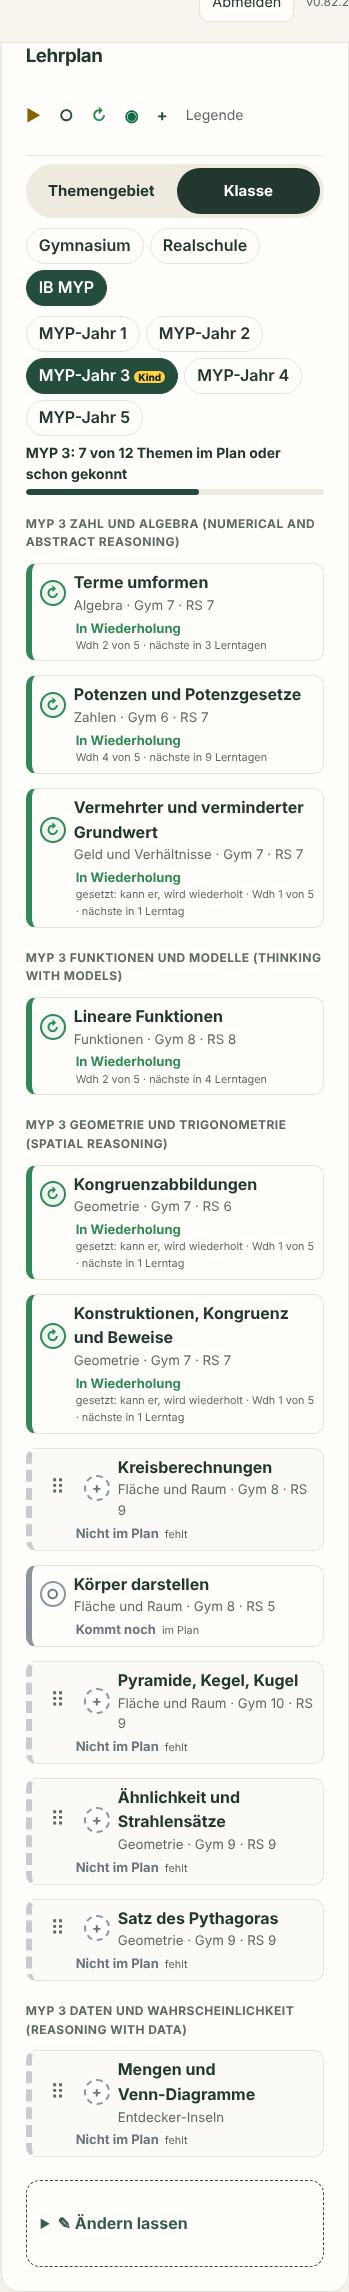 Abmelden v0.82.2
Lehrplan
▶ O ↻ ◉ + Legende
Themengebiet Klasse
Gymnasium Realschule
IB MYP
MYP-Jahr 1 MYP-Jahr 2
MYP-Jahr 3 Kind MYP-Jahr 4
MYP-Jahr 5
MYP 3: 7 von 12 Themen im Plan oder
schon gekonnt
MYP 3 ZAHL UND ALGEBRA (NUMERICAL AND
ABSTRACT REASONING)
Terme umformen
Algebra · Gym 7 · RS 7
In Wiederholung
Wdh 2 von 5 · nächste in 3 Lerntagen
Potenzen und Potenzgesetze
Zahlen · Gym 6 · RS 7
In Wiederholung
Wdh 4 von 5 · nächste in 9 Lerntagen
Vermehrter und verminderter
Grundwert
Geld und Verhältnisse · Gym 7 · RS 7
In Wiederholung
gesetzt: kann er, wird wiederholt · Wdh 1 von 5
· nächste in 1 Lerntag
MYP 3 FUNKTIONEN UND MODELLE (THINKING
WITH MODELS)
Lineare Funktionen
Funktionen · Gym 8 · RS 8
In Wiederholung
Wdh 2 von 5 · nächste in 4 Lerntagen
MYP 3 GEOMETRIE UND TRIGONOMETRIE
(SPATIAL REASONING)
Kongruenzabbildungen
Geometrie · Gym 7 · RS 6
In Wiederholung
gesetzt: kann er, wird wiederholt · Wdh 1 von 5
· nächste in 1 Lerntag
Konstruktionen, Kongruenz
und Beweise
Geometrie · Gym 7 · RS 7
In Wiederholung
gesetzt: kann er, wird wiederholt · Wdh 1 von 5
· nächste in 1 Lerntag
Kreisberechnungen
Fläche und Raum · Gym 8 · RS
9
Nicht im Plan fehlt
Körper darstellen
Fläche und Raum · Gym 8 · RS 5
Kommt noch im Plan
Pyramide, Kegel, Kugel
Fläche und Raum · Gym 10 · RS
9
Nicht im Plan fehlt
Ähnlichkeit und
Strahlensätze
Geometrie · Gym 9 · RS 9
Nicht im Plan fehlt
Satz des Pythagoras
Geometrie · Gym 9 · RS 9
Nicht im Plan fehlt
MYP 3 DATEN UND WAHRSCHEINLICHKEIT
(REASONING WITH DATA)
Mengen und
Venn-Diagramme
Entdecker-Inseln
Nicht im Plan fehlt
▶ ✎ Ändern lassen